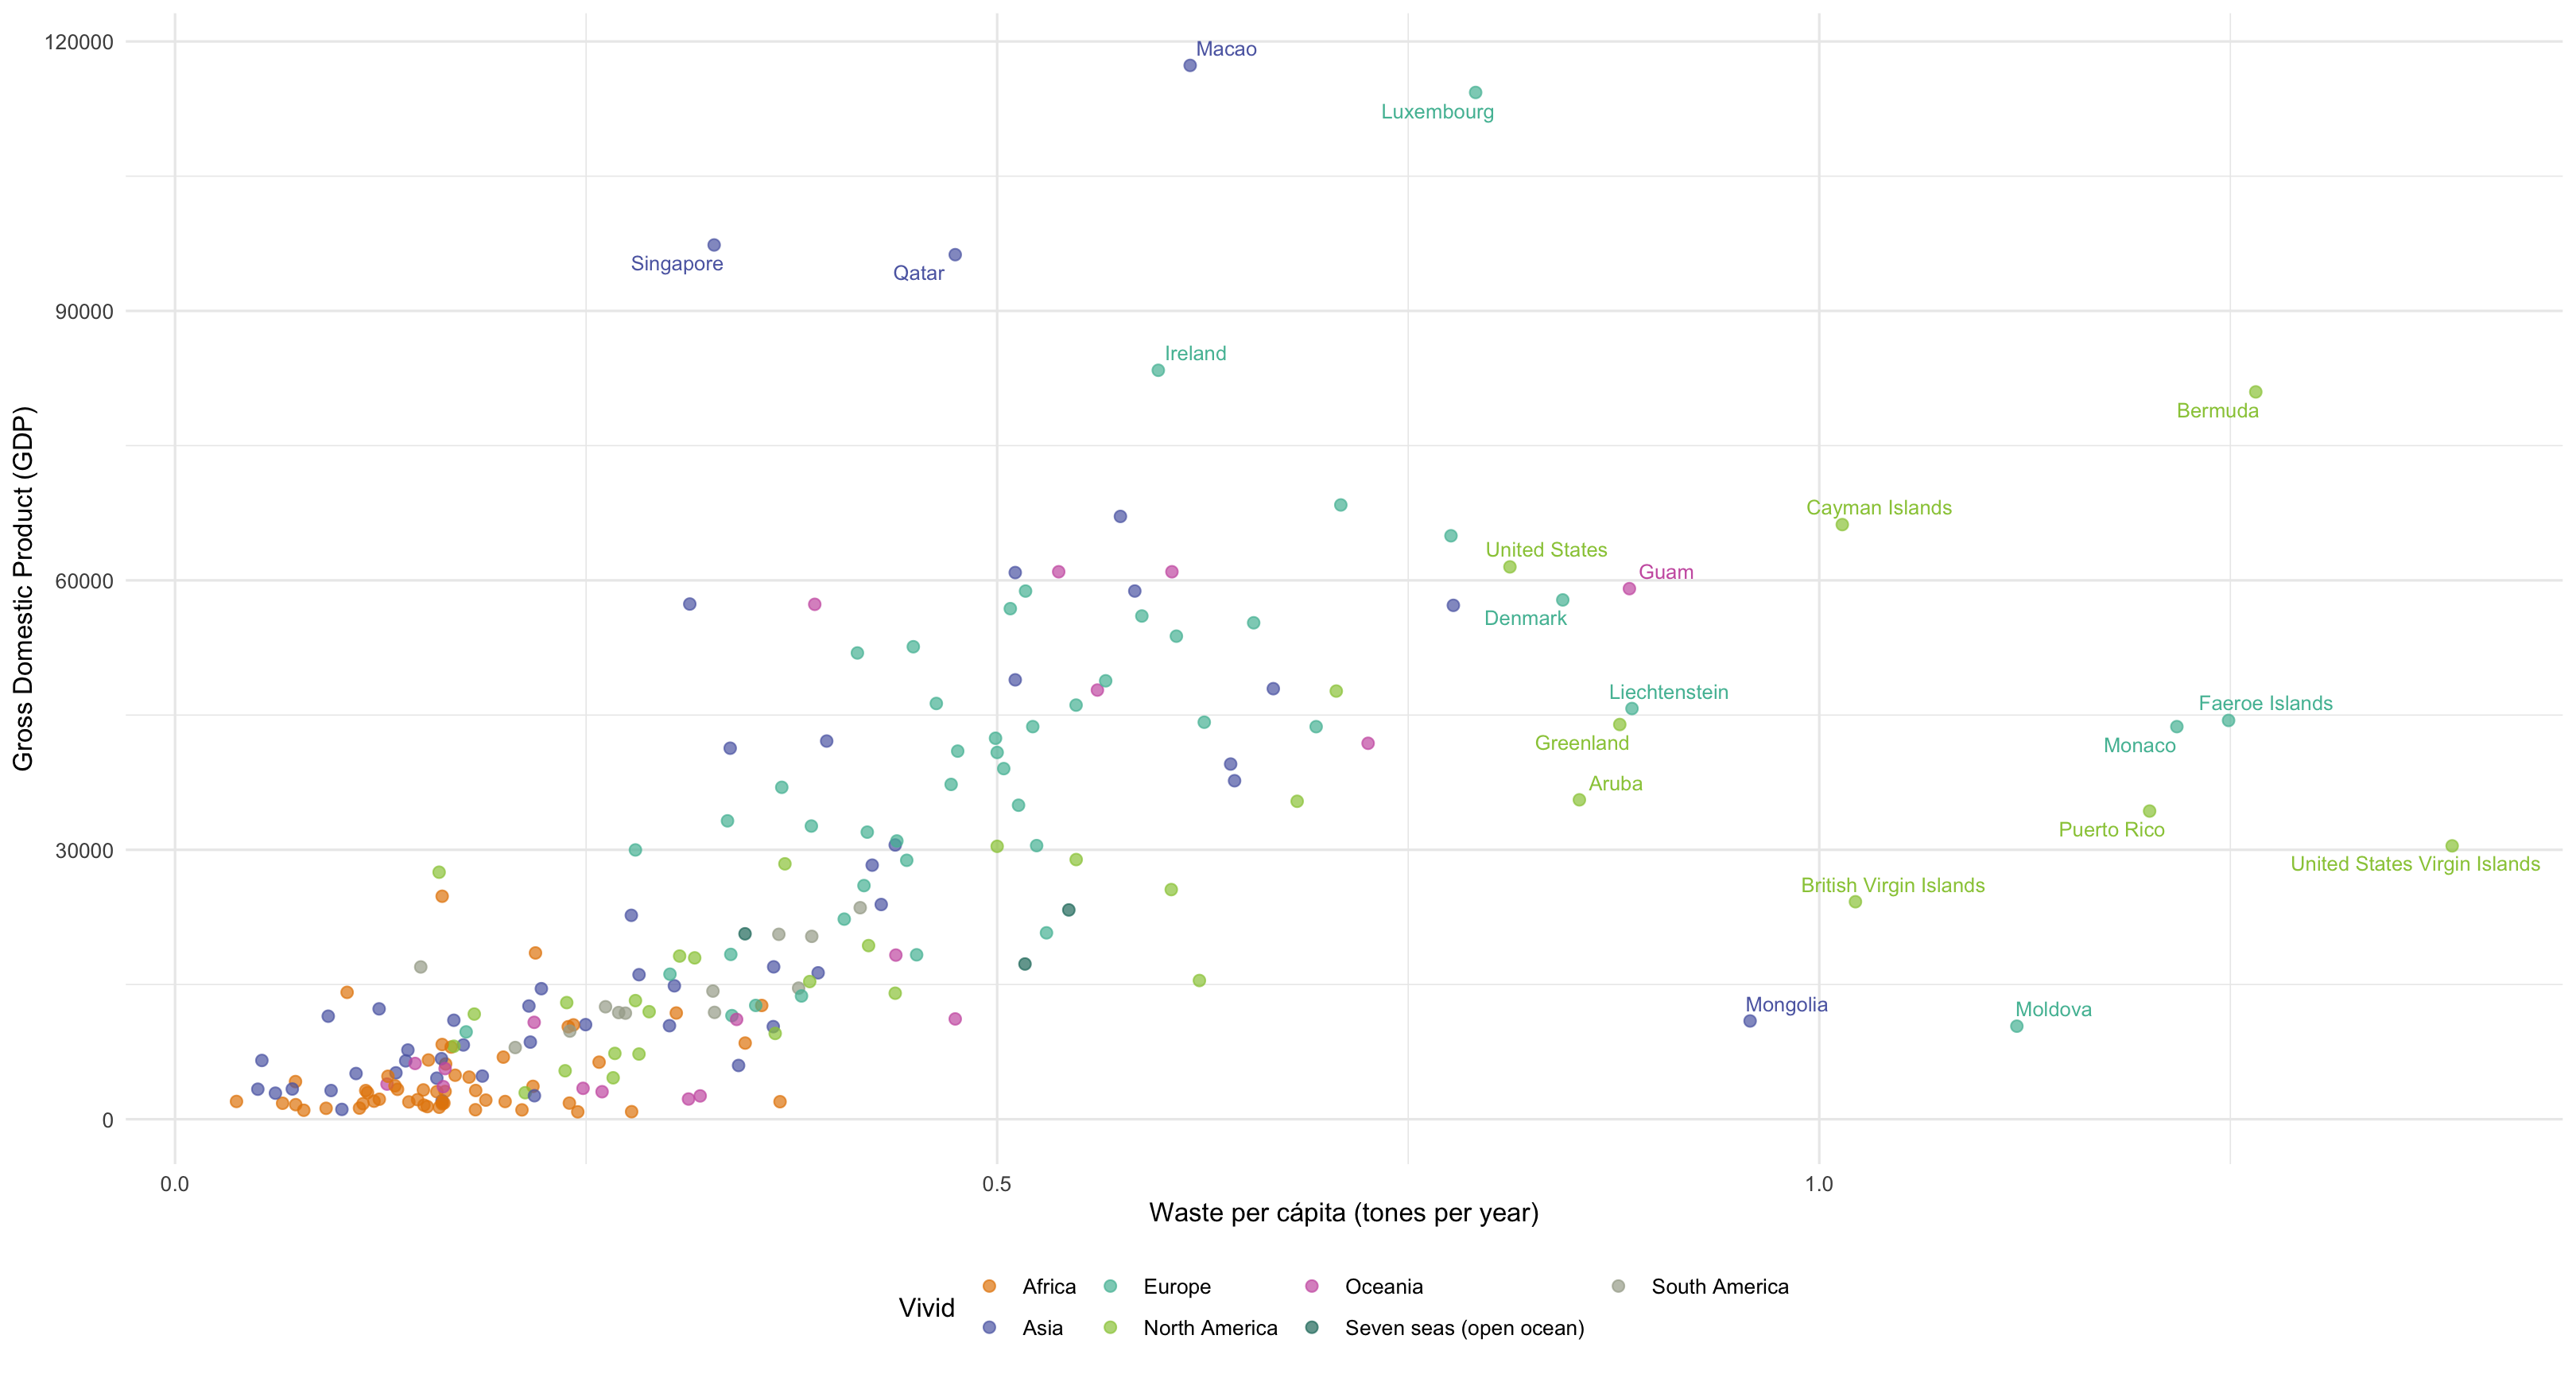 120000
Macao
Luxembourg
Singapore
Qatar
90000
Ireland
Bermuda
Cayman Islands
United States
60000
Guam
Denmark
Liechtenstein
Faeroe Islands
Greenland
Monaco
Aruba
Puerto Rico
30000
United States Virgin Islands
British Virgin Islands
Mongolia
Moldova
0
Gross Domestic Product (GDP)
0.0 0.5 1.0
Waste per cápita (tones per year)
Vivid
Africa Europe Oceania South America
Asia North America Seven seas (open ocean)